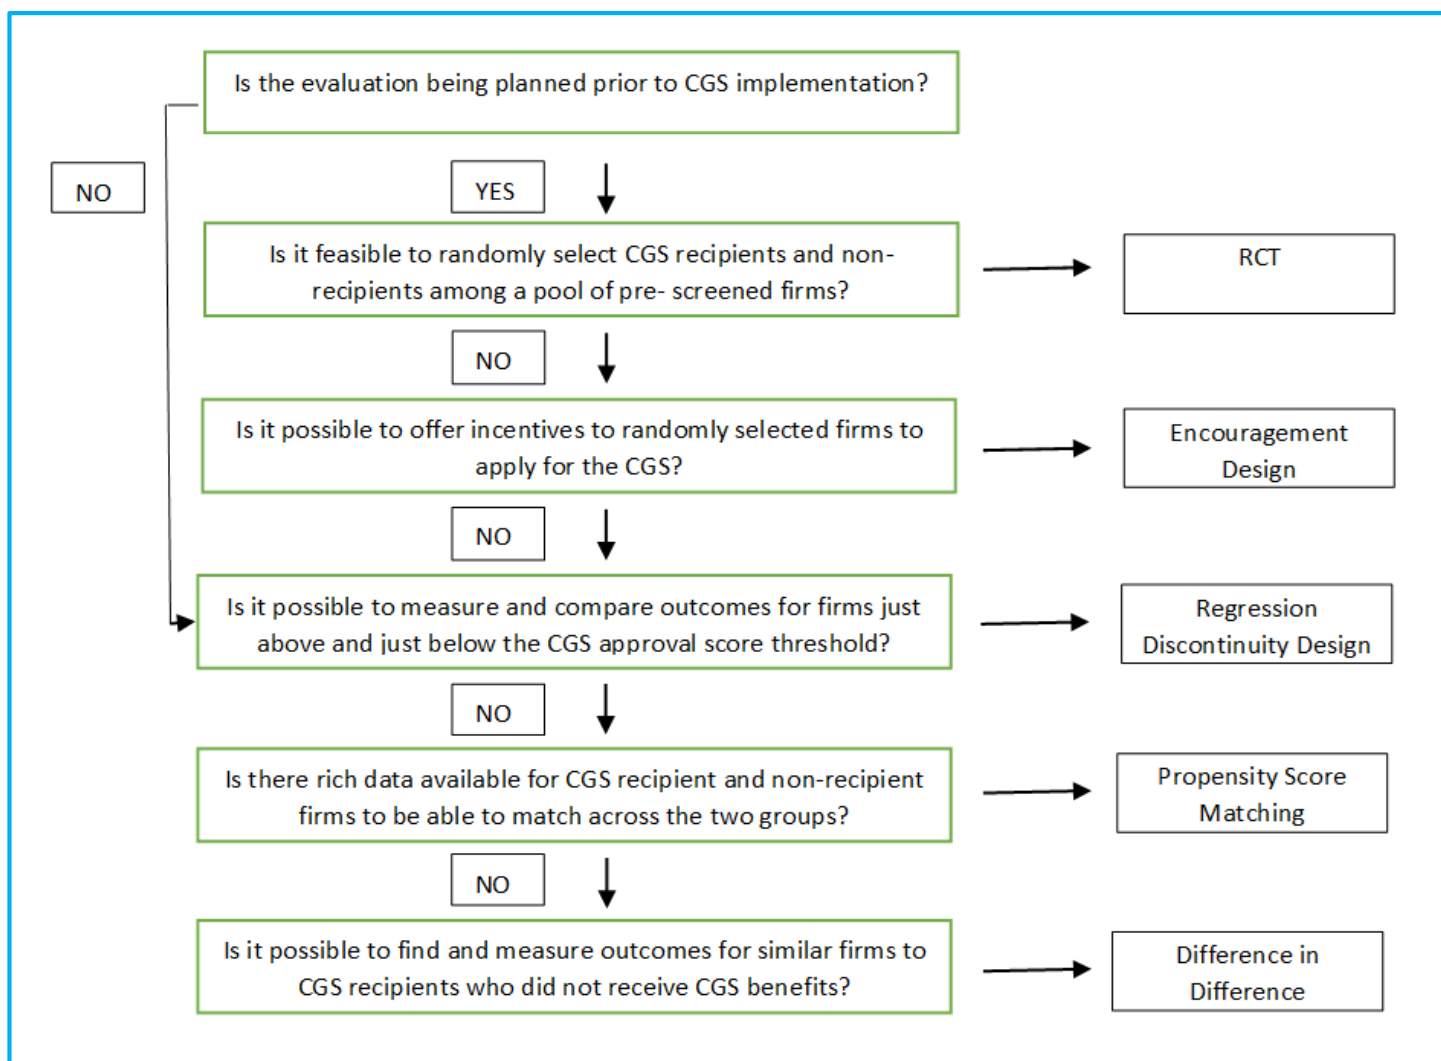 Is the evaluation being planned prior to CGS implementation?
NO
YES
Is it feasible to randomly select CGS recipients and non-
recipients among a pool of pre- screened firms?
RCT
NO
Is it possible to offer incentives to randomly selected firms to
apply for the CGS?
Encouragement
Design
NO
Is it possible to measure and compare outcomes for firms just
above and just below the CGS approval score threshold?
Regression
Discontinuity Design
NO
Is there rich data available for CGS recipient and non-recipient
firms to be able to match across the two groups?
Propensity Score
Matching
NO
Is it possible to find and measure outcomes for similar firms to
CGS recipients who did not receive CGS benefits?
Difference in
Difference